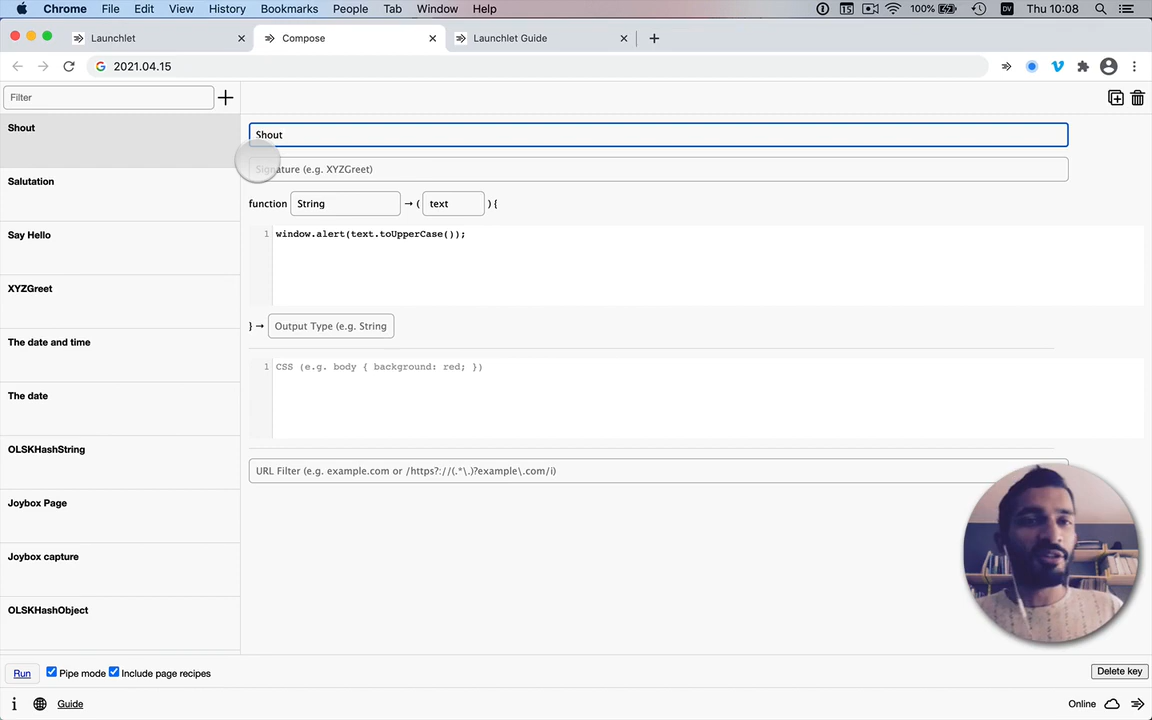 Chrome File Edit View History Bookmarks People Tab Window Help 15 100% DV Thu 10:08
Launchlet Compose Launchlet Guide
2021.04.15
Filter
Shout
Salutation
Say Hello
XYZGreet
The date and time
The date
OLSKHashString
Joybox Page
Joybox capture
OLSKHashObject
Shout
Signature (e.g. XYZGreet)
function String → ( text ) {
1 window.alert(text.toUpperCase());
} → Output Type (e.g. String
1 CSS (e.g. body { background: red; })
URL Filter (e.g. example.com or /https?://(.*\.)?example\.com/i)
Run Pipe mode Include page recipes Delete key
Guide Online